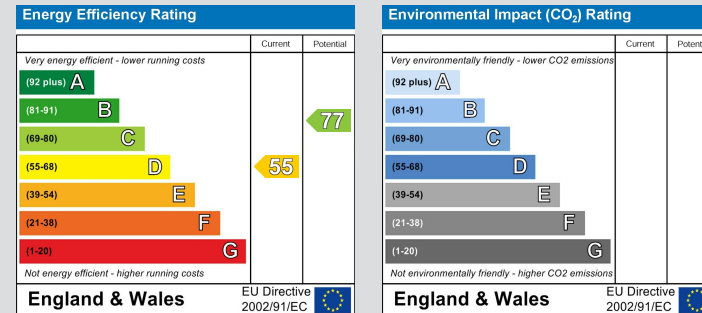 Energy Efficiency Rating
Current Potential
Very energy efficient - lower running costs
(92 plus) A
(81-91) B
77
(69-80) C
(55-68) D
55
(39-54) E
(21-38) F
(1-20) G
Not energy efficient - higher running costs
England & Wales
EU Directive
2002/91/EC
Environmental Impact (CO₂) Rating
Current Potent
Very environmentally friendly - lower CO2 emissions
(92 plus) A
(81-91) B
(69-80) C
(55-68) D
(39-54) E
(21-38) F
(1-20) G
Not environmentally friendly - higher CO2 emissions
England & Wales
EU Directive
2002/91/EC